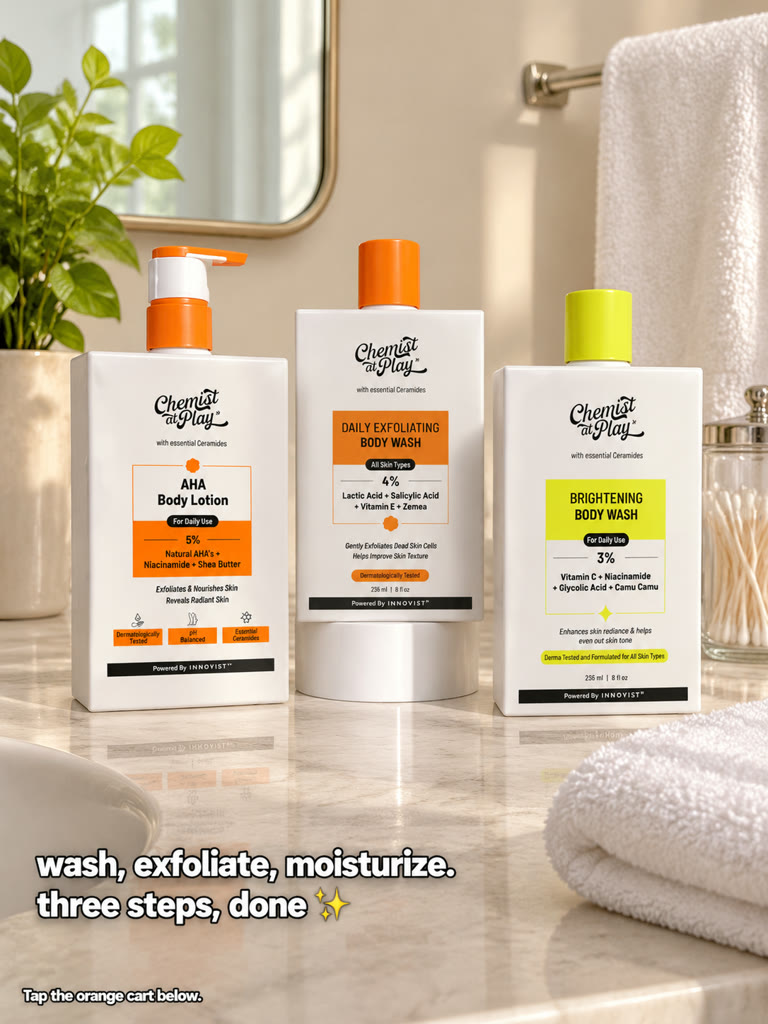 Chemist
at Play
with essential Ceramides
AHA
Body Lotion
For Daily Use
5%
Natural AHA's +
Niacinamide + Shea Butter
Exfoliates & Nourishes Skin
Reveals Radiant Skin
Dermatologically
Tested
pH
Balanced
Essential
Ceramides
Powered By INNOVIST™
Chemist
at Play
with essential Ceramides
DAILY EXFOLIATING
BODY WASH
All Skin Types
4%
Lactic Acid + Salicylic Acid
+ Vitamin E + Zemea
Gently Exfoliates Dead Skin Cells
Helps Improve Skin Texture
Dermatologically Tested
236 ml | 8 fl oz
Powered By INNOVIST™
Chemist
at Play
with essential Ceramides
BRIGHTENING
BODY WASH
For Daily Use
3%
Vitamin C + Niacinamide
+ Glycolic Acid + Camu Camu
Enhances skin radiance & helps
even out skin tone
Derma Tested and Formulated for All Skin Types
236 ml | 8 fl oz
Powered By INNOVIST™
wash, exfoliate, moisturize.
three steps, done ✨
Tap the orange cart below.